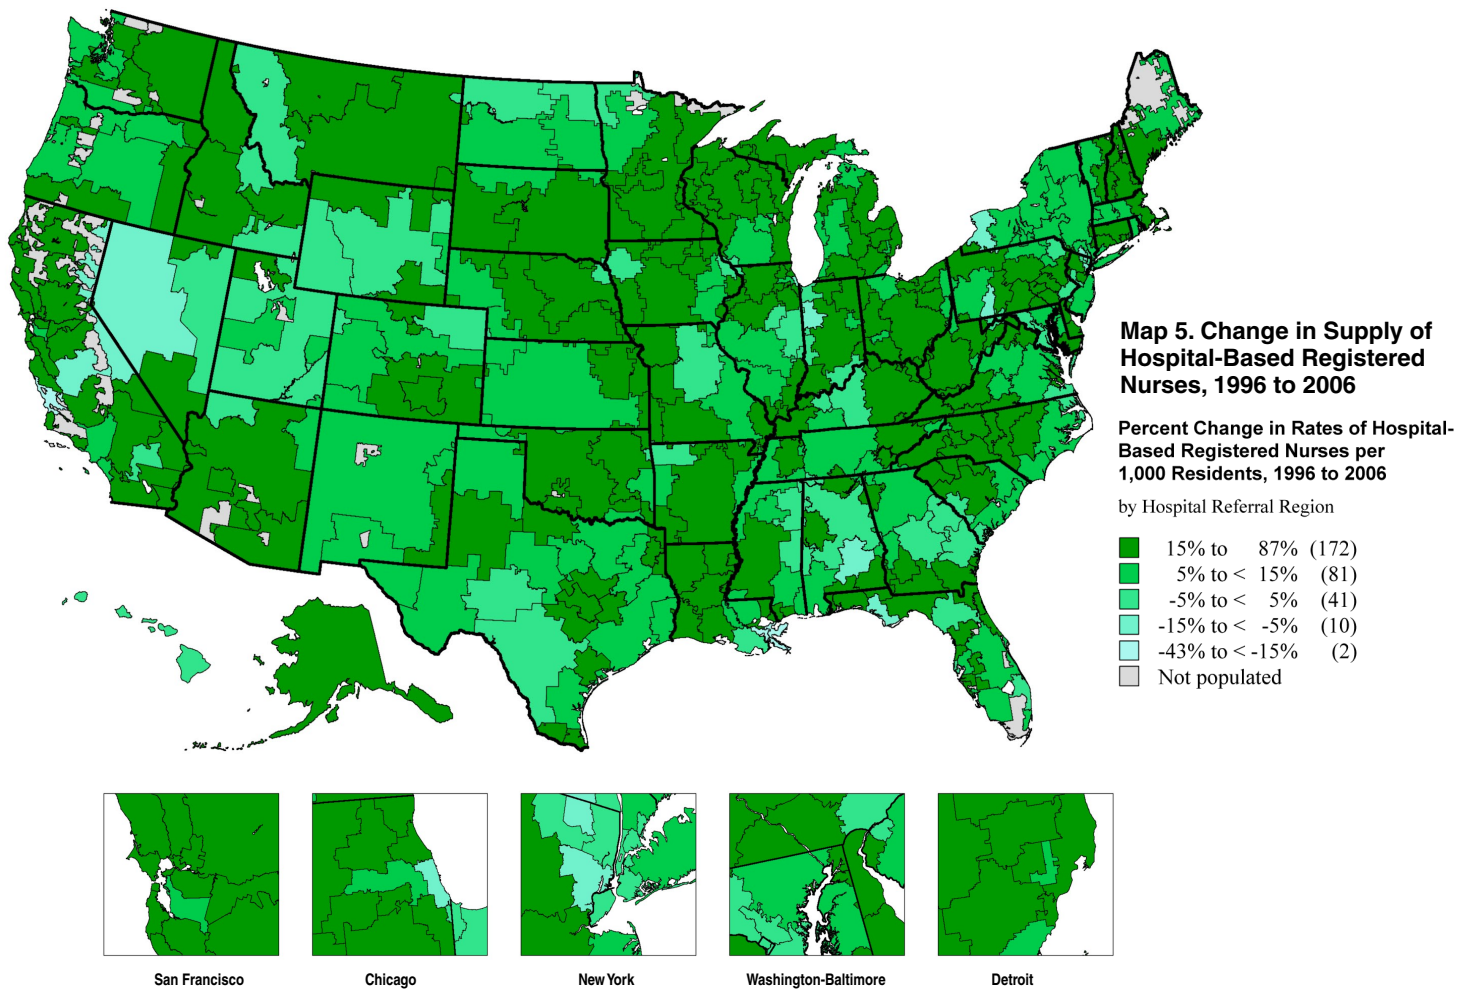 Map 5. Change in Supply of
Hospital-Based Registered
Nurses, 1996 to 2006
Percent Change in Rates of Hospital-
Based Registered Nurses per
1,000 Residents, 1996 to 2006
by Hospital Referral Region
15% to 87% (172)
5% to < 15% (81)
-5% to < 5% (41)
-15% to < -5% (10)
-43% to < -15% (2)
Not populated
San Francisco
Chicago
New York
Washington-Baltimore
Detroit